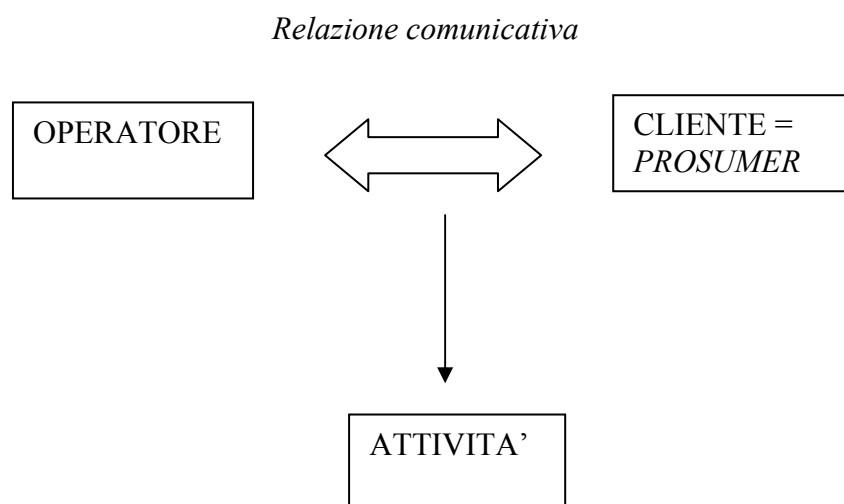 Relazione comunicativa
OPERATORE
CLIENTE =
PROSUMER
ATTIVITA’